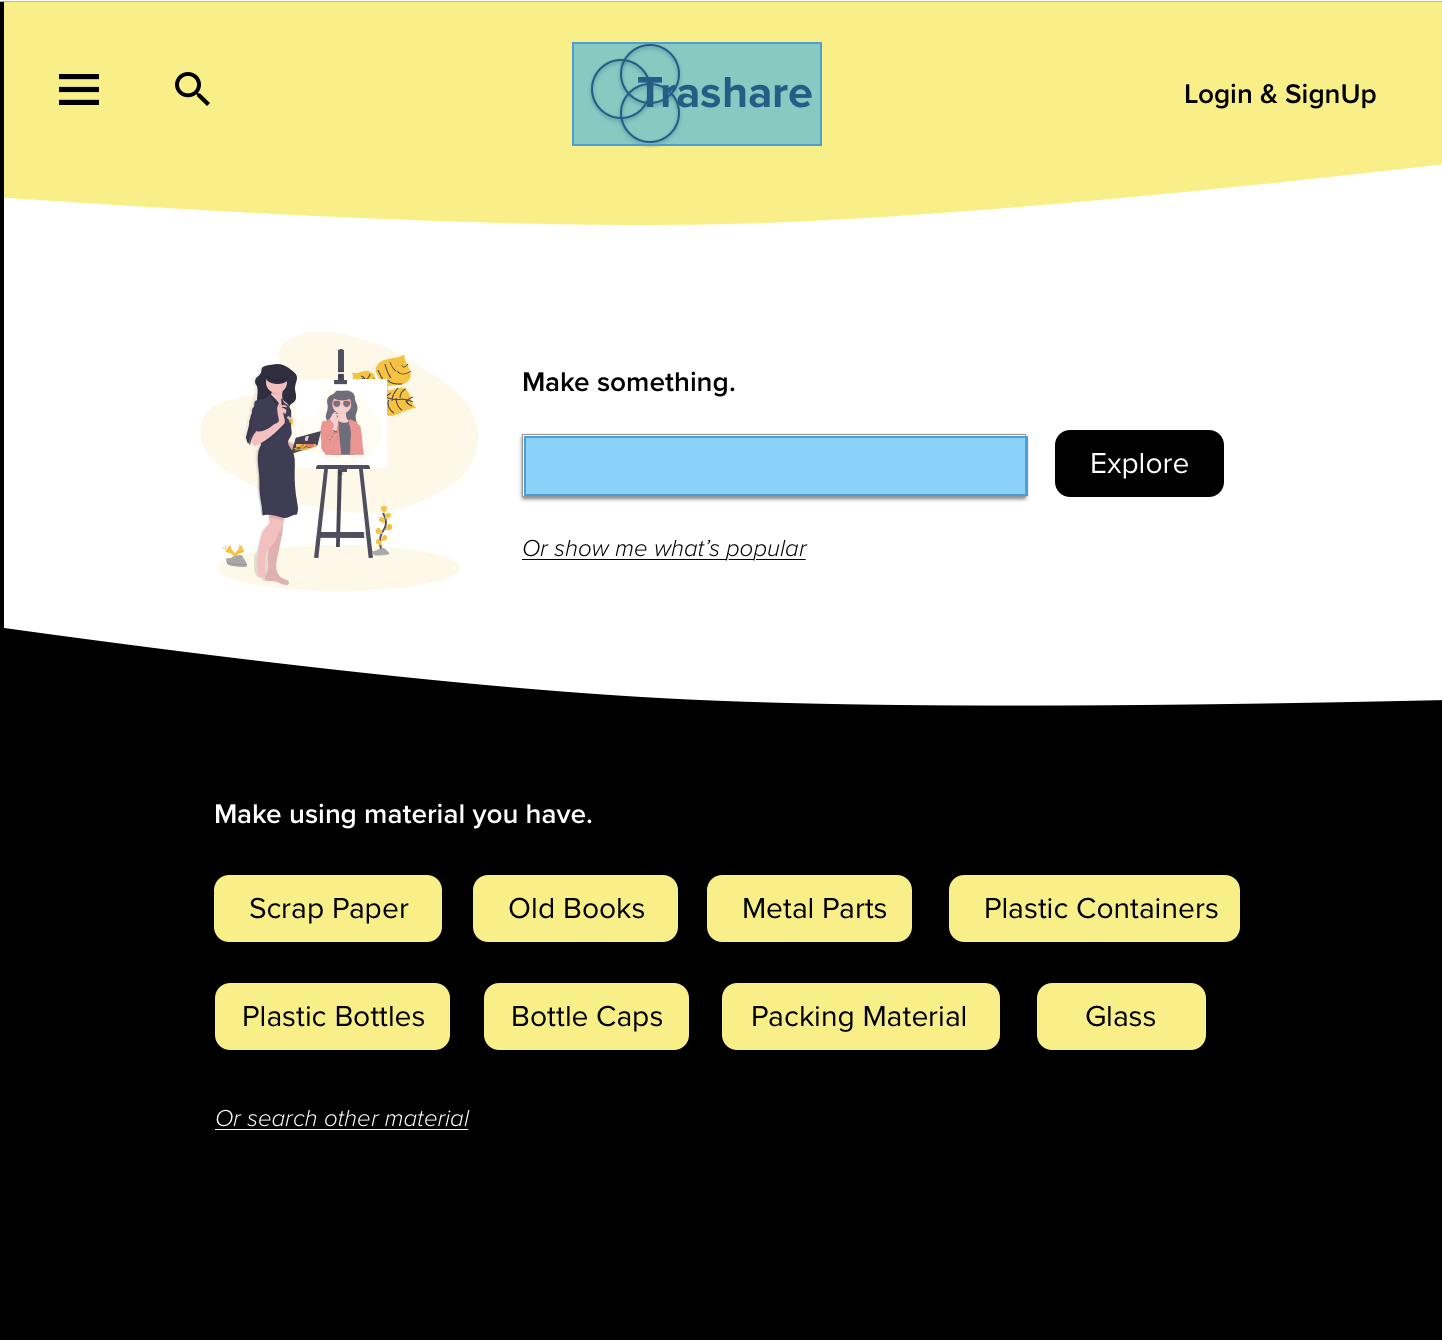 Trashare
Login & SignUp
Make something.
Explore
Or show me what’s popular
Make using material you have.
Scrap Paper
Old Books
Metal Parts
Plastic Containers
Plastic Bottles
Bottle Caps
Packing Material
Glass
Or search other material